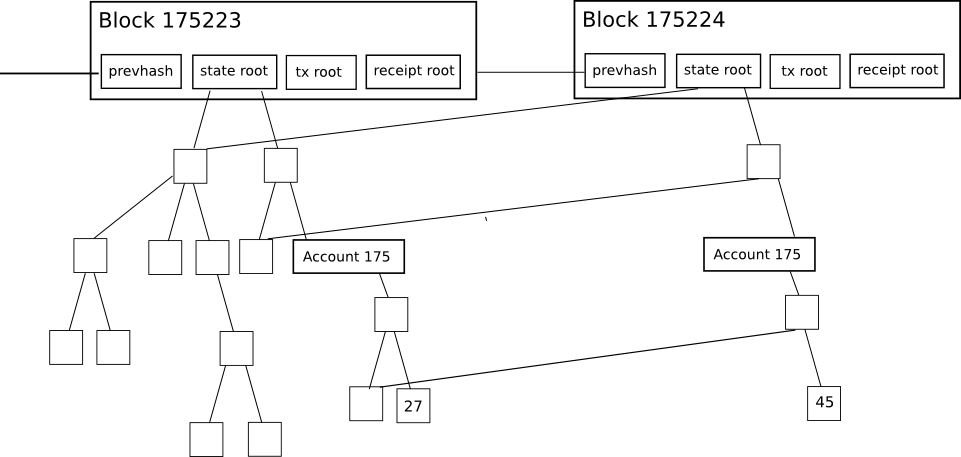 Block 175223
prevhash
state root
tx root
receipt root
Block 175224
prevhash
state root
tx root
receipt root
Account 175
Account 175
27
45